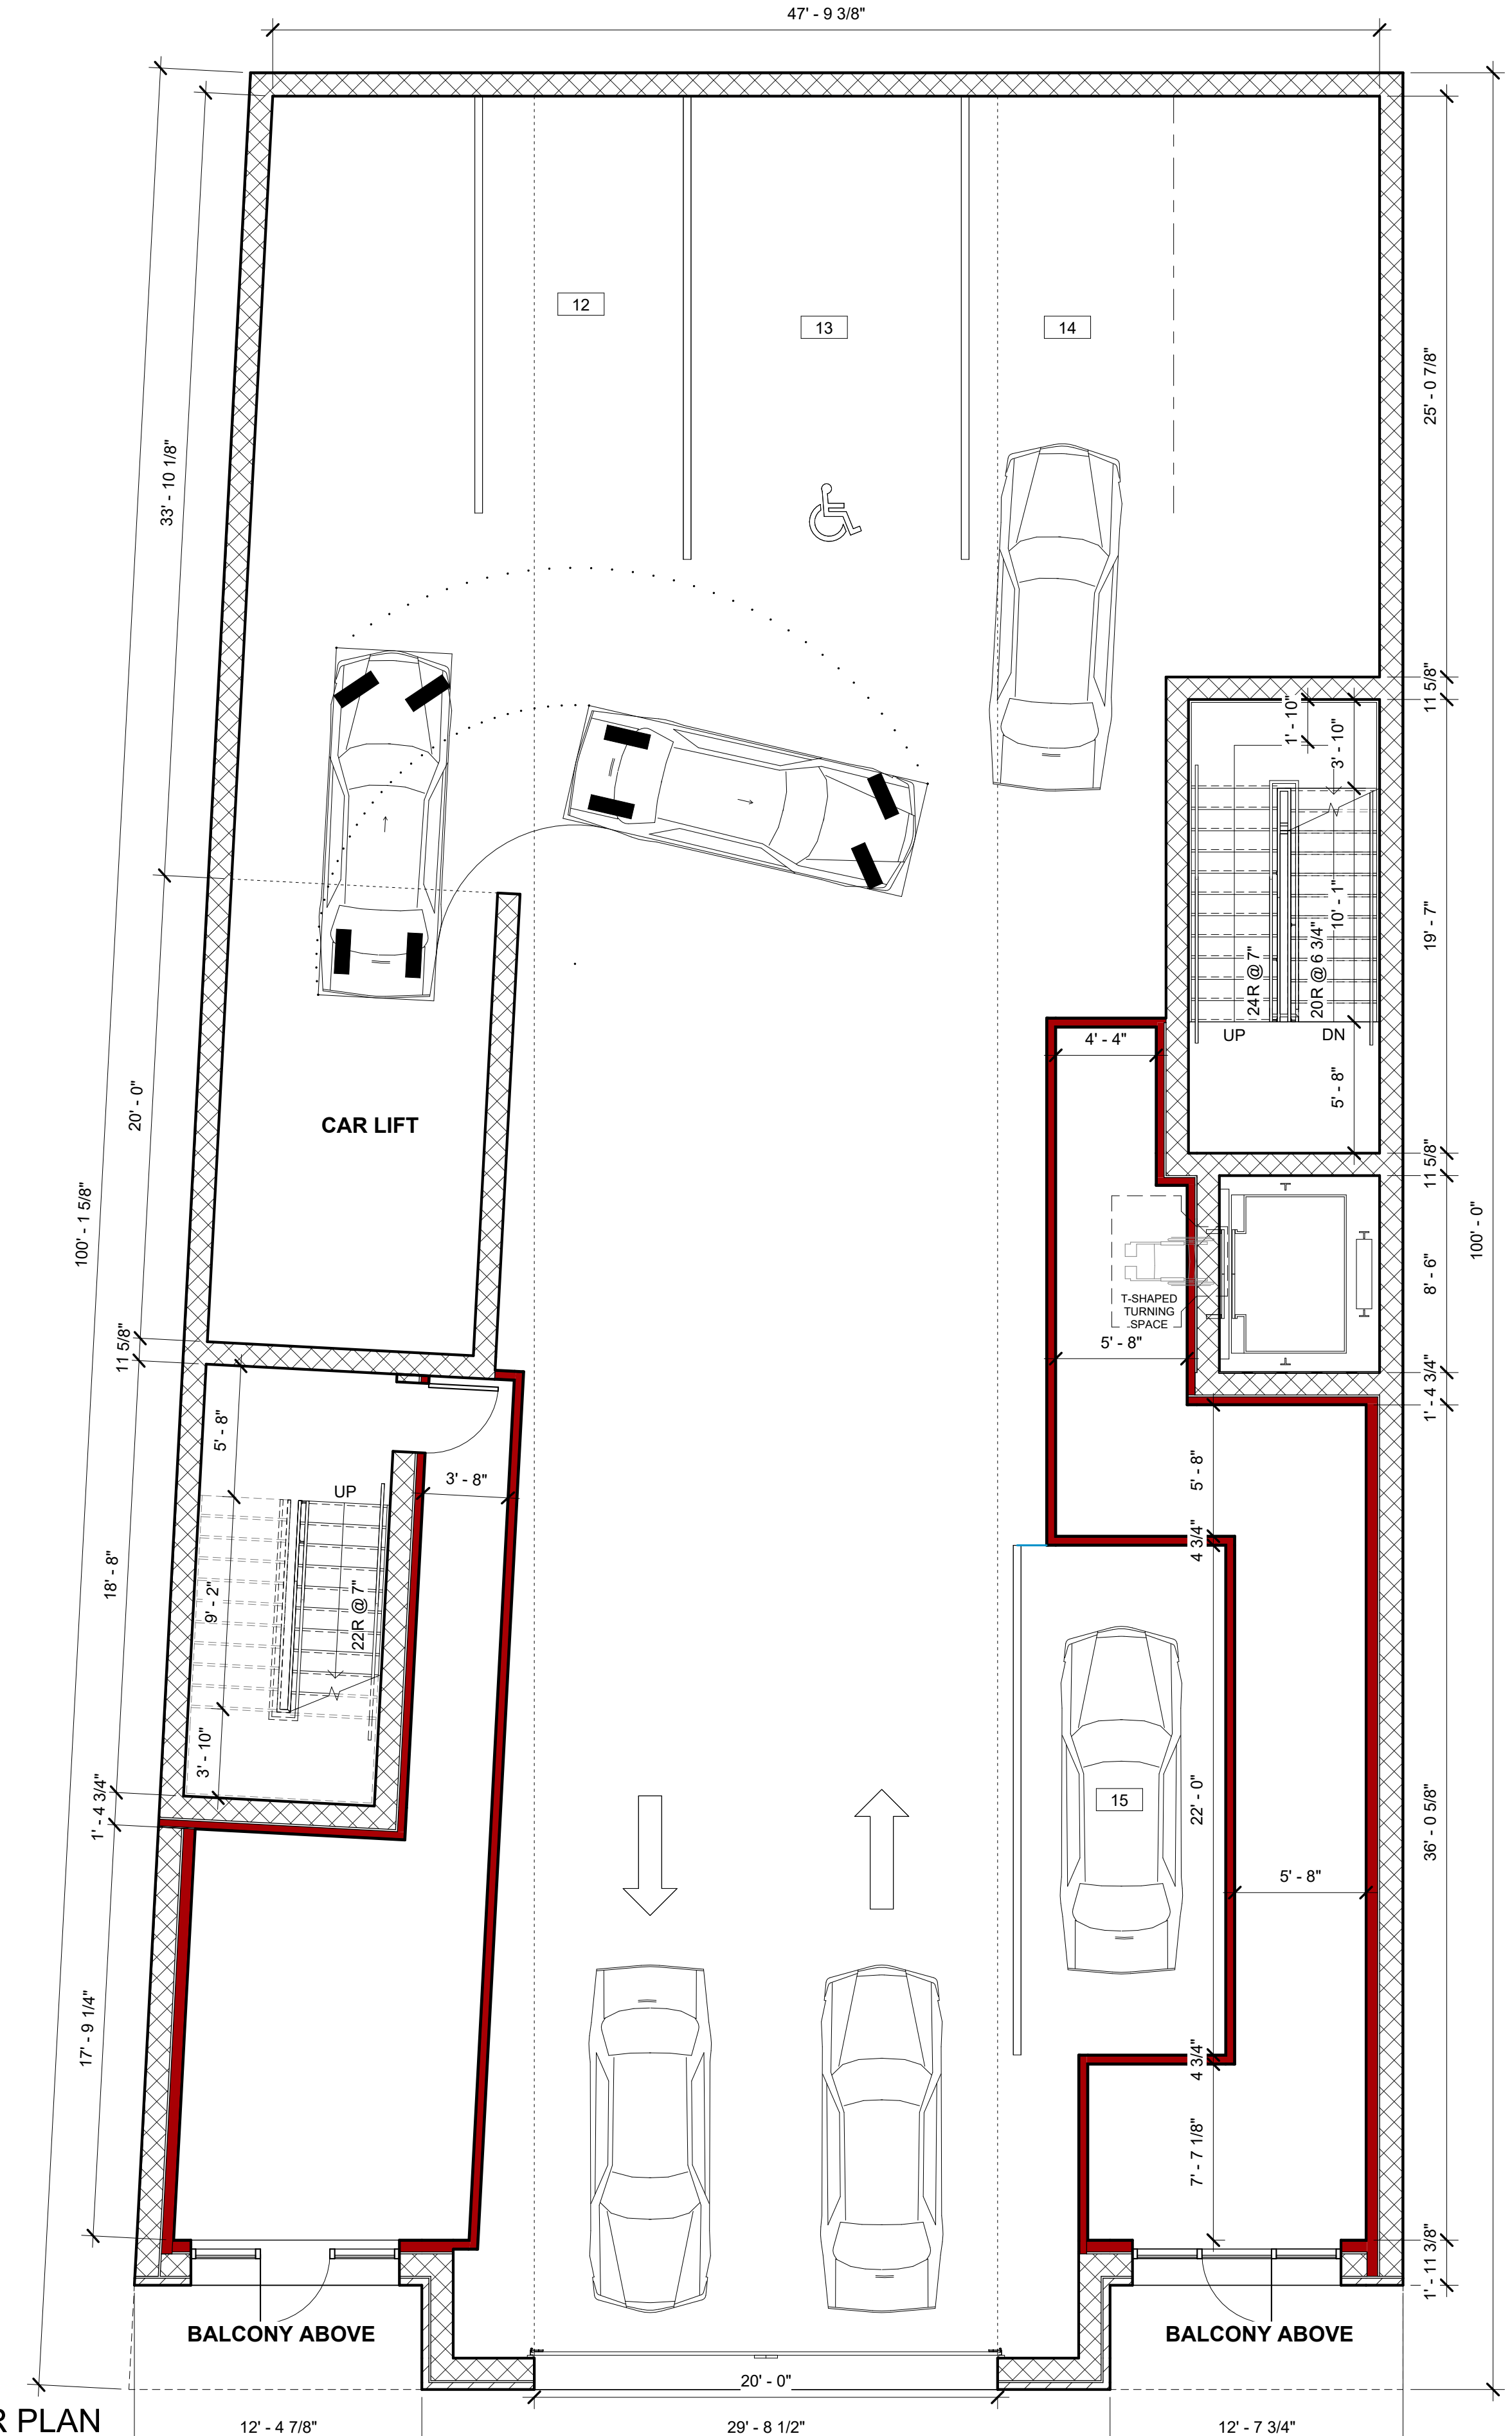 47' - 9 3/8"
12
13
14
33' - 10 1/8"
25' - 0 7/8"
11 5/8"
1' - 10"
3' - 10"
19' - 7"
10' - 1"
24R @ 7"
20R @ 6 3/4"
UP
DN
4' - 4"
5' - 8"
20' - 0"
CAR LIFT
11 5/8"
100' - 1 5/8"
100' - 0"
8' - 6"
T-SHAPED
TURNING
SPACE
5' - 8"
11 5/8"
1' - 4 3/4"
5' - 8"
3' - 8"
UP
5' - 8"
4 3/4"
18' - 8"
9' - 2"
22R @ 7"
3' - 10"
1' - 4 3/4"
15
22' - 0"
36' - 0 5/8"
5' - 8"
17' - 9 1/4"
4 3/4"
7' - 7 1/8"
1' - 11 3/8"
BALCONY ABOVE
BALCONY ABOVE
20' - 0"
R PLAN
12' - 4 7/8"
29' - 8 1/2"
12' - 7 3/4"